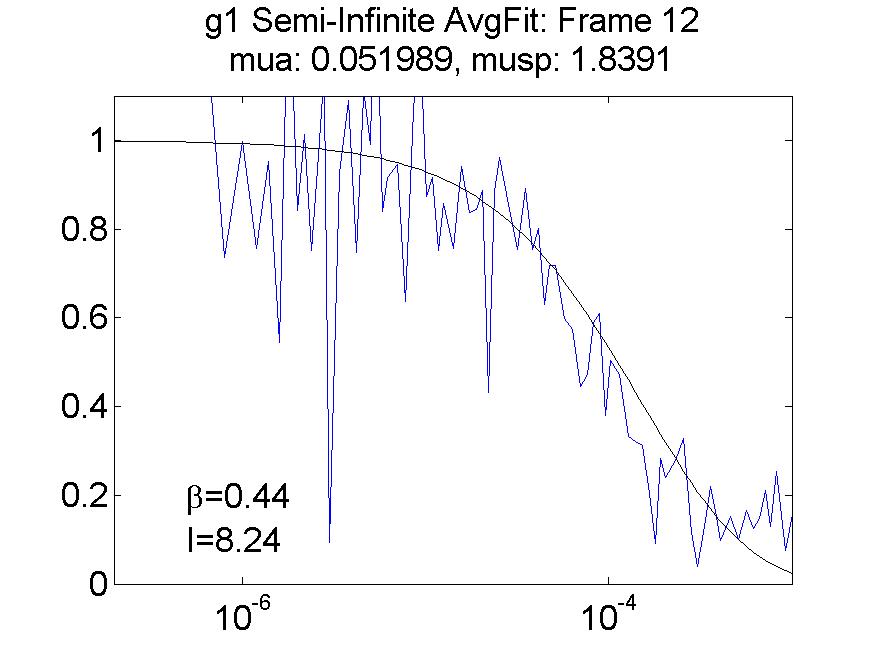 g1 Semi-Infinite AvgFit: Frame 12
mua: 0.051989, musp: 1.8391
1
0.8
0.6
0.4
0.2
0
β=0.44
I=8.24
10^-6
10^-4